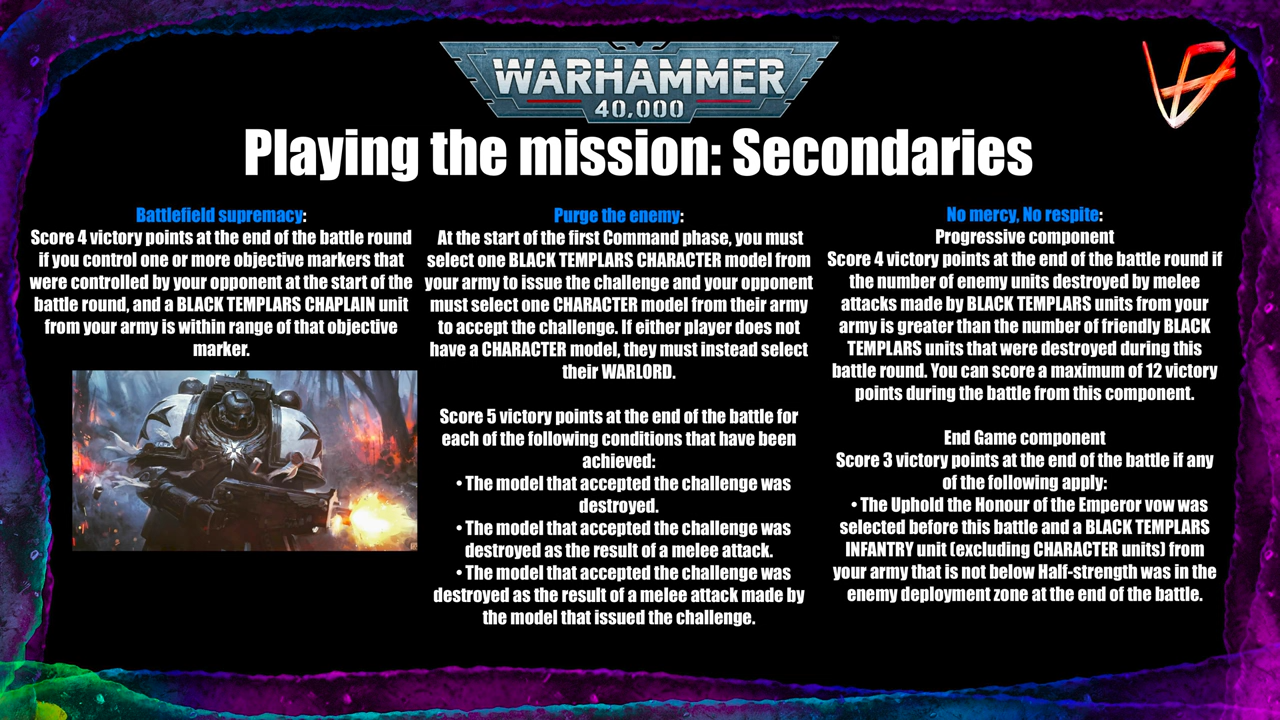 WARHAMMER
40,000
Playing the mission: Secondaries
Battlefield supremacy:
Score 4 victory points at the end of the battle round
if you control one or more objective markers that
were controlled by your opponent at the start of the
battle round, and a BLACK TEMPLARS CHAPLAIN unit
from your army is within range of that objective
marker.
Purge the enemy:
At the start of the first Command phase, you must
select one BLACK TEMPLARS CHARACTER model from
your army to issue the challenge and your opponent
must select one CHARACTER model from their army
to accept the challenge. If either player does not
have a CHARACTER model, they must instead select
their WARLORD.
Score 5 victory points at the end of the battle for
each of the following conditions that have been
achieved:
• The model that accepted the challenge was
destroyed.
• The model that accepted the challenge was
destroyed as the result of a melee attack.
• The model that accepted the challenge was
destroyed as the result of a melee attack made by
the model that issued the challenge.
No mercy, No respite:
Progressive component
Score 4 victory points at the end of the battle round if
the number of enemy units destroyed by melee
attacks made by BLACK TEMPLARS units from your
army is greater than the number of friendly BLACK
TEMPLARS units that were destroyed during this
battle round. You can score a maximum of 12 victory
points during the battle from this component.
End Game component
Score 3 victory points at the end of the battle if any
of the following apply:
• The Uphold the Honour of the Emperor vow was
selected before this battle and a BLACK TEMPLARS
INFANTRY unit (excluding CHARACTER units) from
your army that is not below Half-strength was in the
enemy deployment zone at the end of the battle.